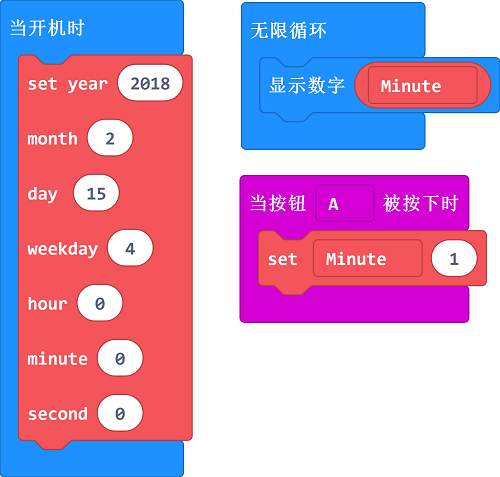 当开机时
set year 2018
month 2
day 15
weekday 4
hour 0
minute 0
second 0
无限循环
显示数字 Minute
当按钮 A 被按下时
set Minute 1